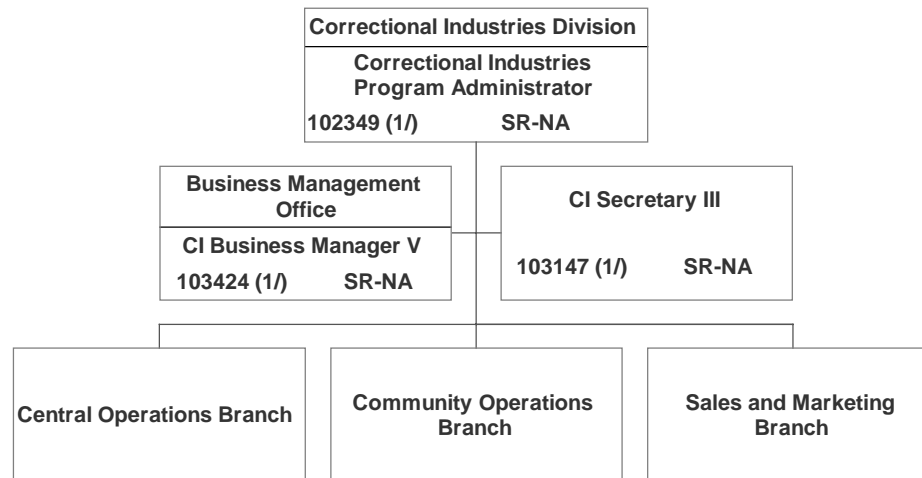 Correctional Industries Division
Correctional Industries
Program Administrator
102349 (1/) SR-NA
Business Management
Office
CI Business Manager V
103424 (1/) SR-NA
CI Secretary III
103147 (1/) SR-NA
Central Operations Branch
Community Operations
Branch
Sales and Marketing
Branch